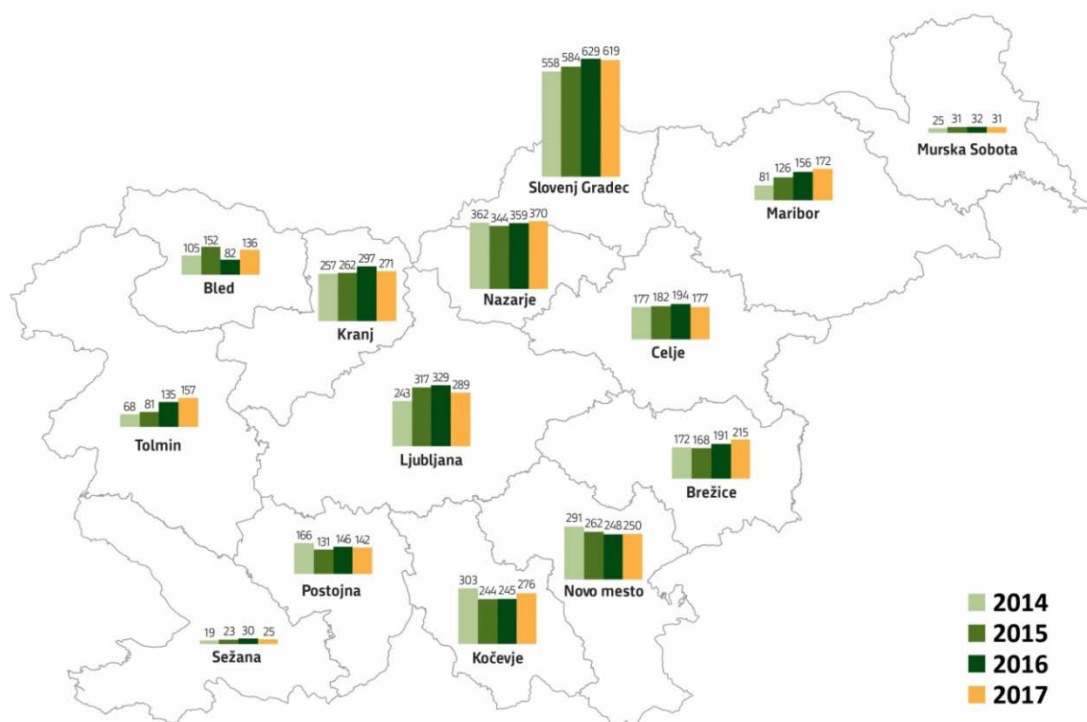 558 584 629 619
Slovenj Gradec
25 31 32 31
Murska Sobota
81 126 156 172
Maribor
362 344 359 370
Nazarje
105 152 82 136
Bled
257 262 297 271
Kranj
177 182 194 177
Celje
243 317 329 289
Ljubljana
68 81 135 157
Tolmin
172 168 191 215
Brežice
291 262 248 250
Novo mesto
166 131 146 142
Postojna
303 244 245 276
Kočevje
19 23 30 25
Sežana
2014
2015
2016
2017